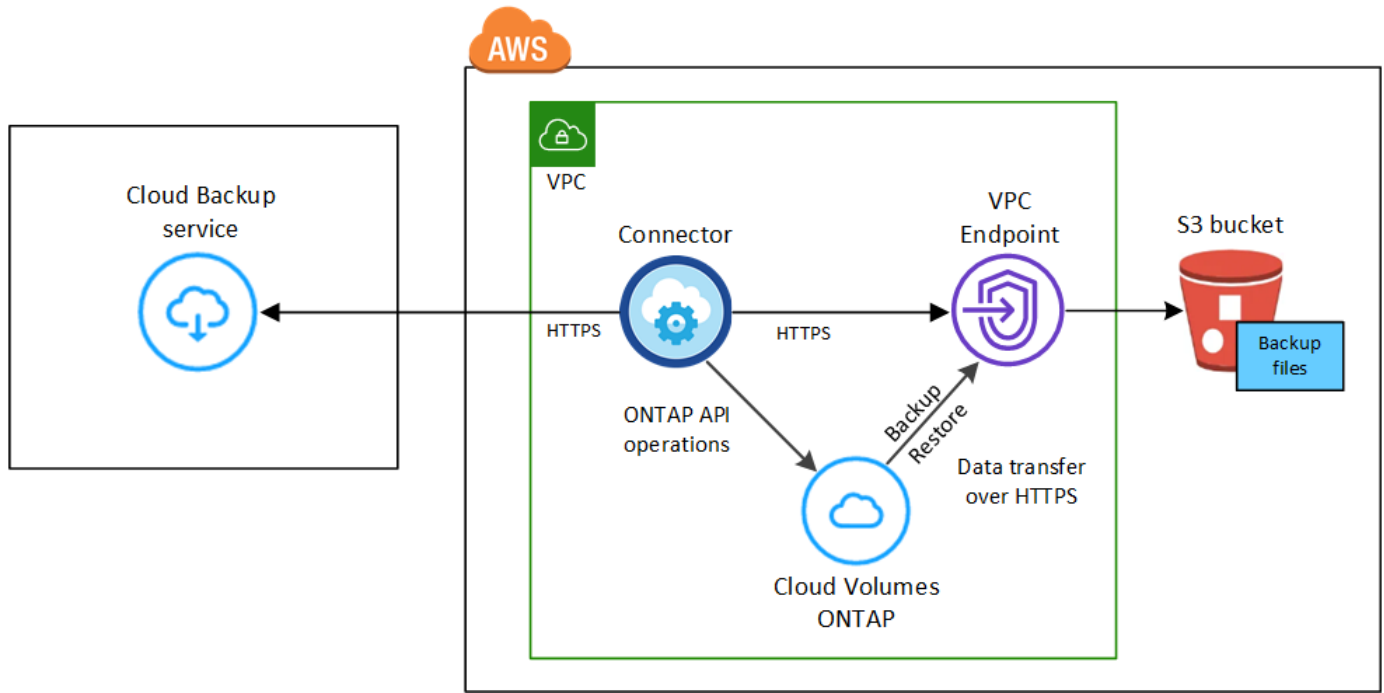 AWS
Cloud Backup
service
VPC
Connector
VPC
Endpoint
S3 bucket
HTTPS
HTTPS
Backup
files
ONTAP API
operations
Backup
Restore
Data transfer
over HTTPS
Cloud Volumes
ONTAP